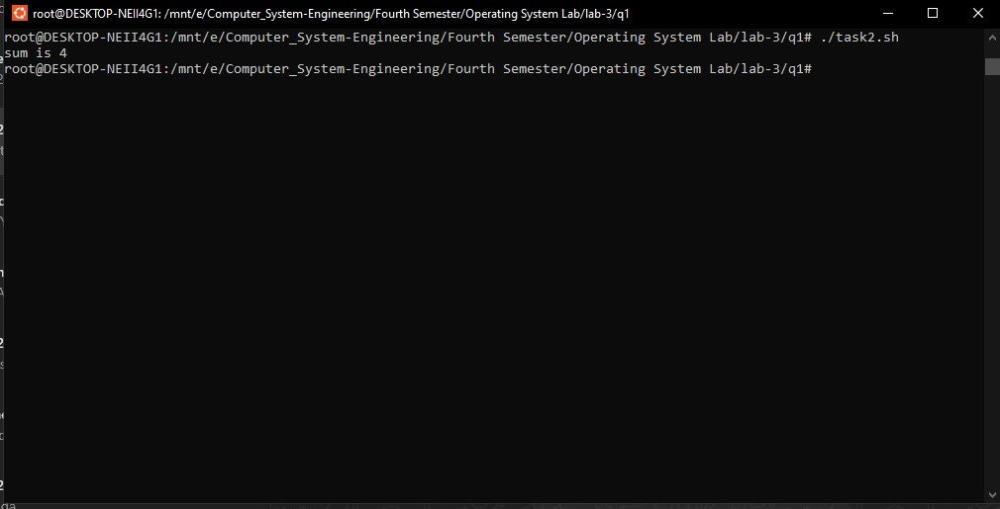 root@DESKTOP-NEII4G1: /mnt/e/Computer_System-Engineering/Fourth Semester/Operating System Lab/lab-3/q1
root@DESKTOP-NEII4G1:/mnt/e/Computer_System-Engineering/Fourth Semester/Operating System Lab/lab-3/q1# ./task2.sh
sum is 4
root@DESKTOP-NEII4G1:/mnt/e/Computer_System-Engineering/Fourth Semester/Operating System Lab/lab-3/q1#